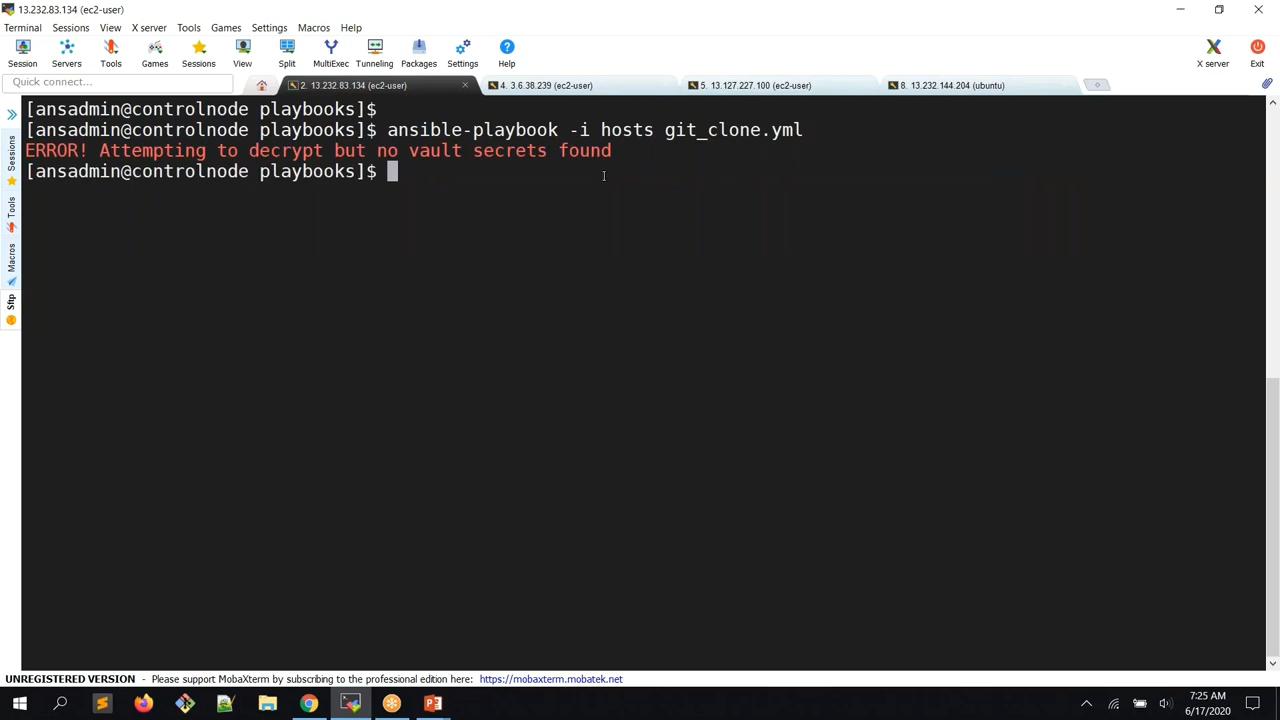 13.232.83.134 (ec2-user)
Terminal Sessions View X server Tools Games Settings Macros Help
Session Servers Tools Games Sessions View Split MultiExec Tunneling Packages Settings Help X server Exit
Quick connect...
2. 13.232.83.134 (ec2-user)
4. 3.6.38.239 (ec2-user)
5. 13.127.227.100 (ec2-user)
8. 13.232.144.204 (ubuntu)
[ansadmin@controlnode playbooks]$
[ansadmin@controlnode playbooks]$ ansible-playbook -i hosts git_clone.yml
ERROR! Attempting to decrypt but no vault secrets found
[ansadmin@controlnode playbooks]$
Sessions
Tools
Macros
Sftp
UNREGISTERED VERSION - Please support MobaXterm by subscribing to the professional edition here: https://mobaxterm.mobatek.net
7:25 AM
6/17/2020